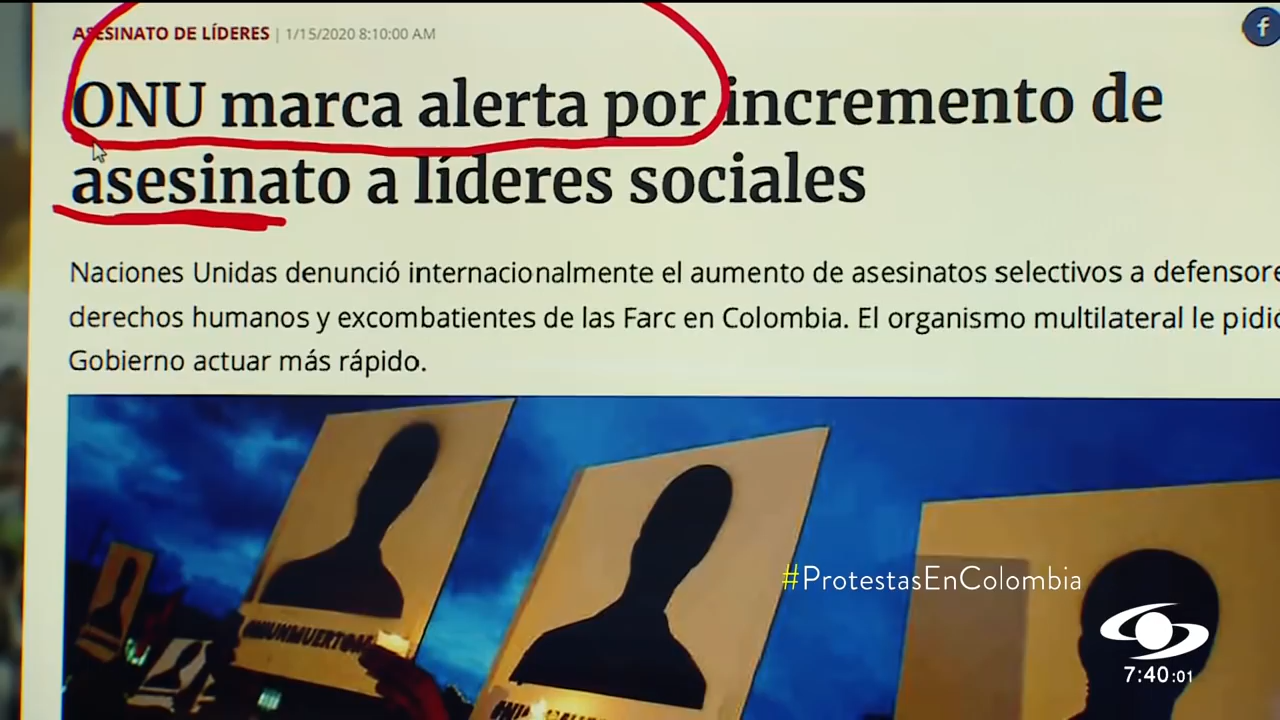 ASESINATO DE LÍDERES | 1/15/2020 8:10:00 AM
ONU marca alerta por incremento de
asesinato a líderes sociales
Naciones Unidas denunció internacionalmente el aumento de asesinatos selectivos a defensore
derechos humanos y excombatientes de las Farc en Colombia. El organismo multilateral le pidió
Gobierno actuar más rápido.
#ProtestasEnColombia
7:40:01